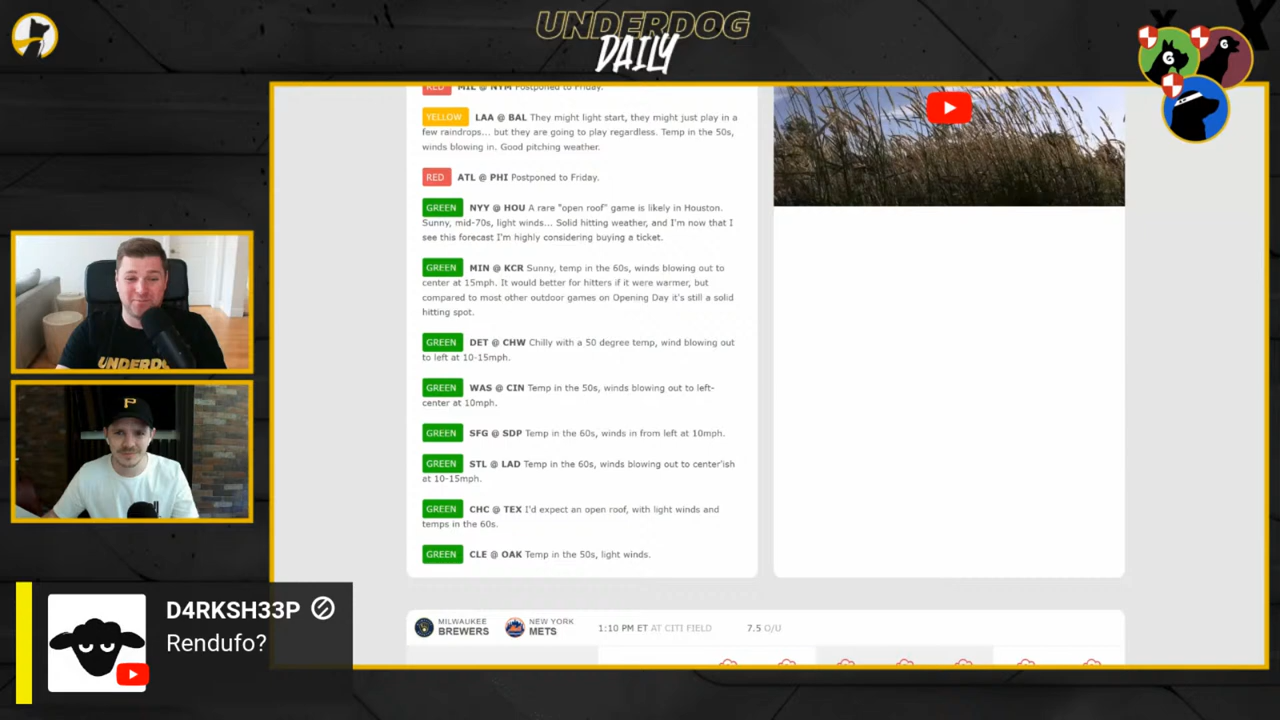 UNDERDOG
DAILY
RED MIL @ NYM Postponed to Friday.
YELLOW LAA @ BAL They might light start, they might just play in a
few raindrops... but they are going to play regardless. Temp in the 50s,
winds blowing in. Good pitching weather.
RED ATL @ PHI Postponed to Friday.
GREEN NYY @ HOU A rare "open roof" game is likely in Houston.
Sunny, mid-70s, light winds... Solid hitting weather, and I'm now that I
see this forecast I'm highly considering buying a ticket.
GREEN MIN @ KCR Sunny, temp in the 60s, winds blowing out to
center at 15mph. It would better for hitters if it were warmer, but
compared to most other outdoor games on Opening Day it's still a solid
hitting spot.
GREEN DET @ CHW Chilly with a 50 degree temp, wind blowing out
to left at 10-15mph.
GREEN WAS @ CIN Temp in the 50s, winds blowing out to left-
center at 10mph.
GREEN SFG @ SDP Temp in the 60s, winds in from left at 10mph.
GREEN STL @ LAD Temp in the 60s, winds blowing out to center'ish
at 10-15mph.
GREEN CHC @ TEX I'd expect an open roof, with light winds and
temps in the 60s.
GREEN CLE @ OAK Temp in the 50s, light winds.
MILWAUKEE
BREWERS
NEW YORK
METS
1:10 PM ET AT CITI FIELD
7.5 O/U
UNDERD
P
G
G
D4RKSH33P
Rendufo?